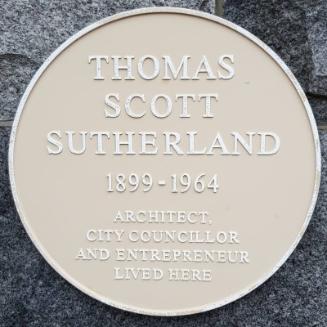 THOMAS
SCOTT
SUTHERLAND
1899-1964
ARCHITECT,
CITY COUNCILLOR
AND ENTREPRENEUR
LIVED HERE